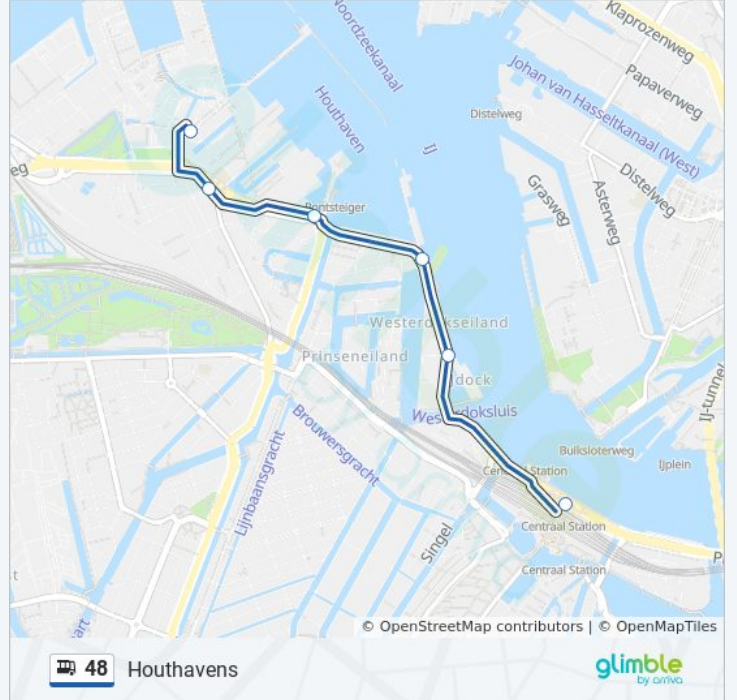 Noordzeekanaal
Klaprozenweg
Papaverweg
Johan van Hasseltkanaal (West)
Houthaven
Distelweg
IJ
eg
Distelweg
Grasweg
Asterweg
Pontsteiger
Westerdokseiland
Prinseneiland
IJdock
Westerdoksluis
IJ-tunnel
Brouwersgracht
Lijnbaansgracht
Buiksloterweg
IJplein
Central Station
Singel
Centraal Station
Centraal Station
© OpenStreetMap contributors | © OpenMapTiles
48 Houthavens
glimble
by arriva